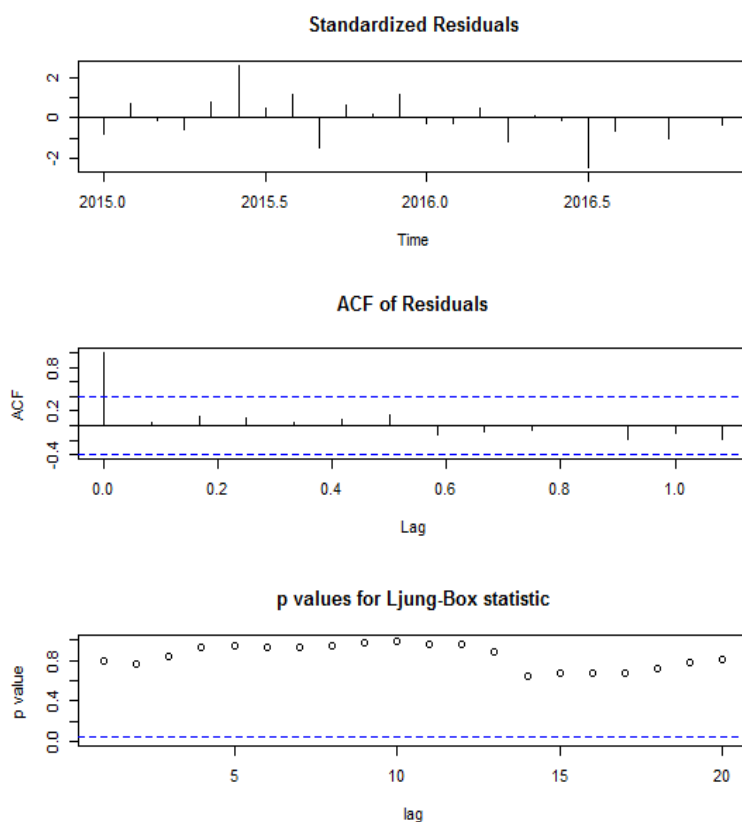 Standardized Residuals
2
0
-2
2015.0 2015.5 2016.0 2016.5
Time
ACF of Residuals
ACF
0.8
0.2
-0.4
0.0 0.2 0.4 0.6 0.8 1.0
Lag
p values for Ljung-Box statistic
p value
0.8
0.4
0.0
5 10 15 20
lag